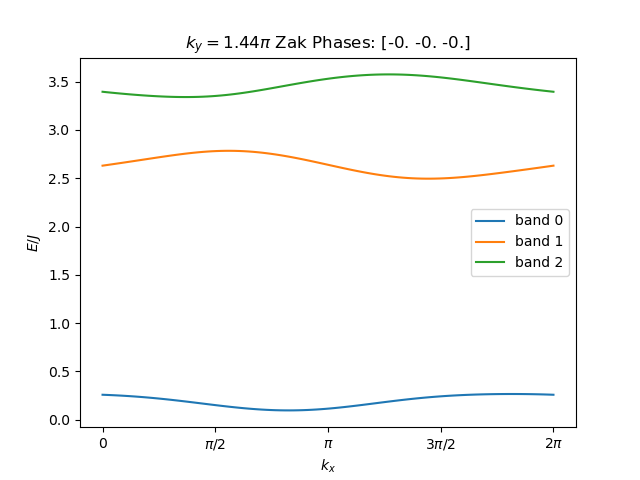 k_y = 1.44π Zak Phases: [-0. -0. -0.]
3.5
3.0
2.5
2.0
1.5
1.0
0.5
0.0
E/J
band 0
band 1
band 2
0
π/2
π
3π/2
2π
k_x